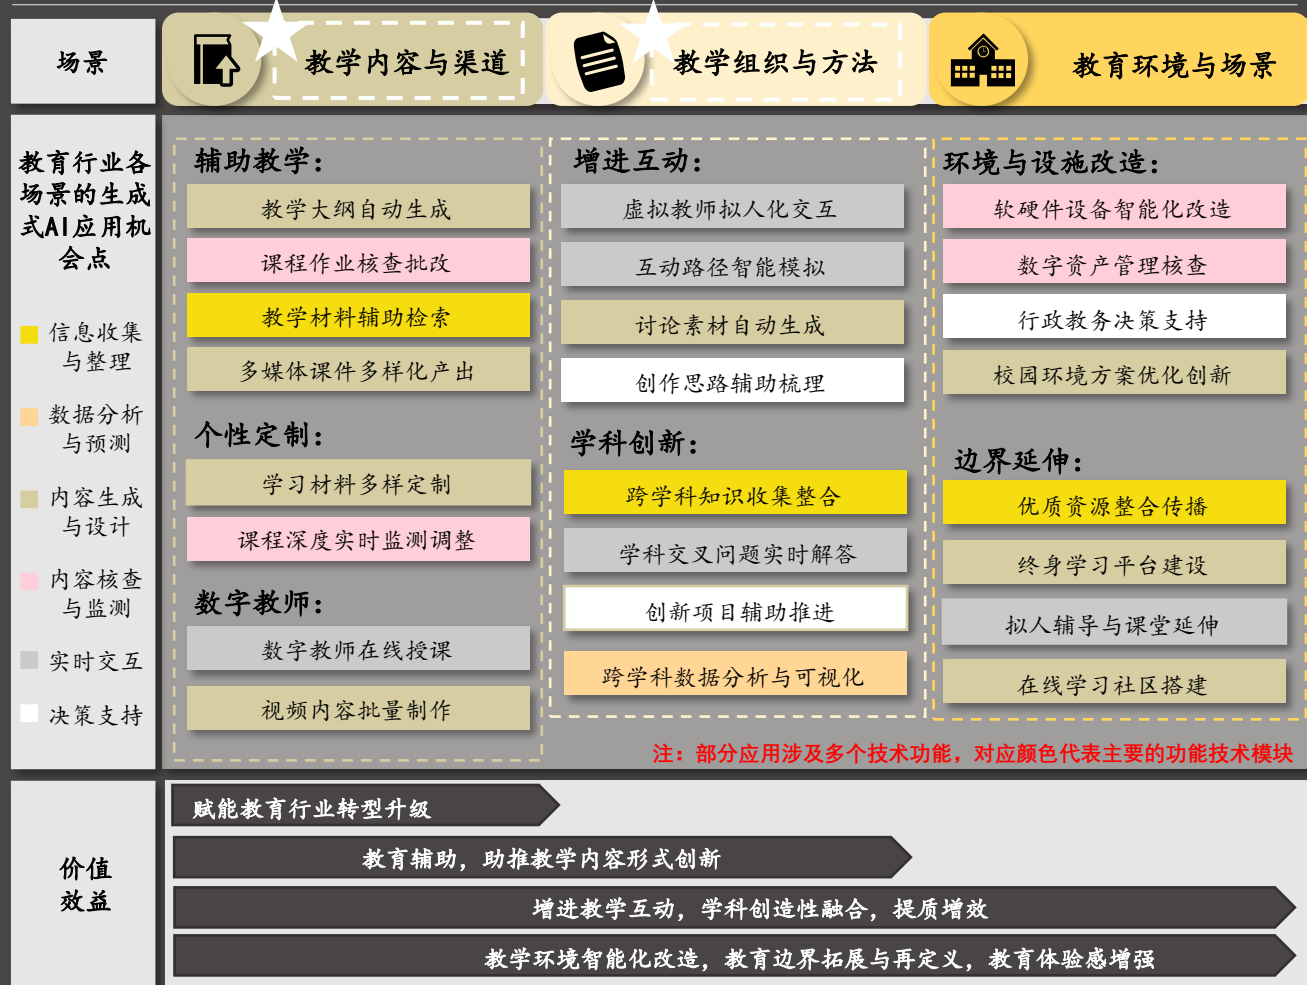 场景
教学内容与渠道
教学组织与方法
教育环境与场景
教育行业各
场景的生成
式AI应用机
会点
信息收集
与整理
数据分析
与预测
内容生成
与设计
内容核查
与监测
实时交互
决策支持
辅助教学：
教学大纲自动生成
课程作业核查批改
教学材料辅助检索
多媒体课件多样化产出
个性定制：
学习材料多样定制
课程深度实时监测调整
数字教师：
数字教师在线授课
视频内容批量制作
增进互动：
虚拟教师拟人化交互
互动路径智能模拟
讨论素材自动生成
创作思路辅助梳理
学科创新：
跨学科知识收集整合
学科交叉问题实时解答
创新项目辅助推进
跨学科数据分析与可视化
环境与设施改造：
软硬件设备智能化改造
数字资产管理核查
行政教务决策支持
校园环境方案优化创新
边界延伸：
优质资源整合传播
终身学习平台建设
拟人辅导与课堂延伸
在线学习社区搭建
注：部分应用涉及多个技术功能，对应颜色代表主要的功能技术模块
价值
效益
赋能教育行业转型升级
教育辅助，助推教学内容形式创新
增进教学互动，学科创造性融合，提质增效
教学环境智能化改造，教育边界拓展与再定义，教育体验感增强